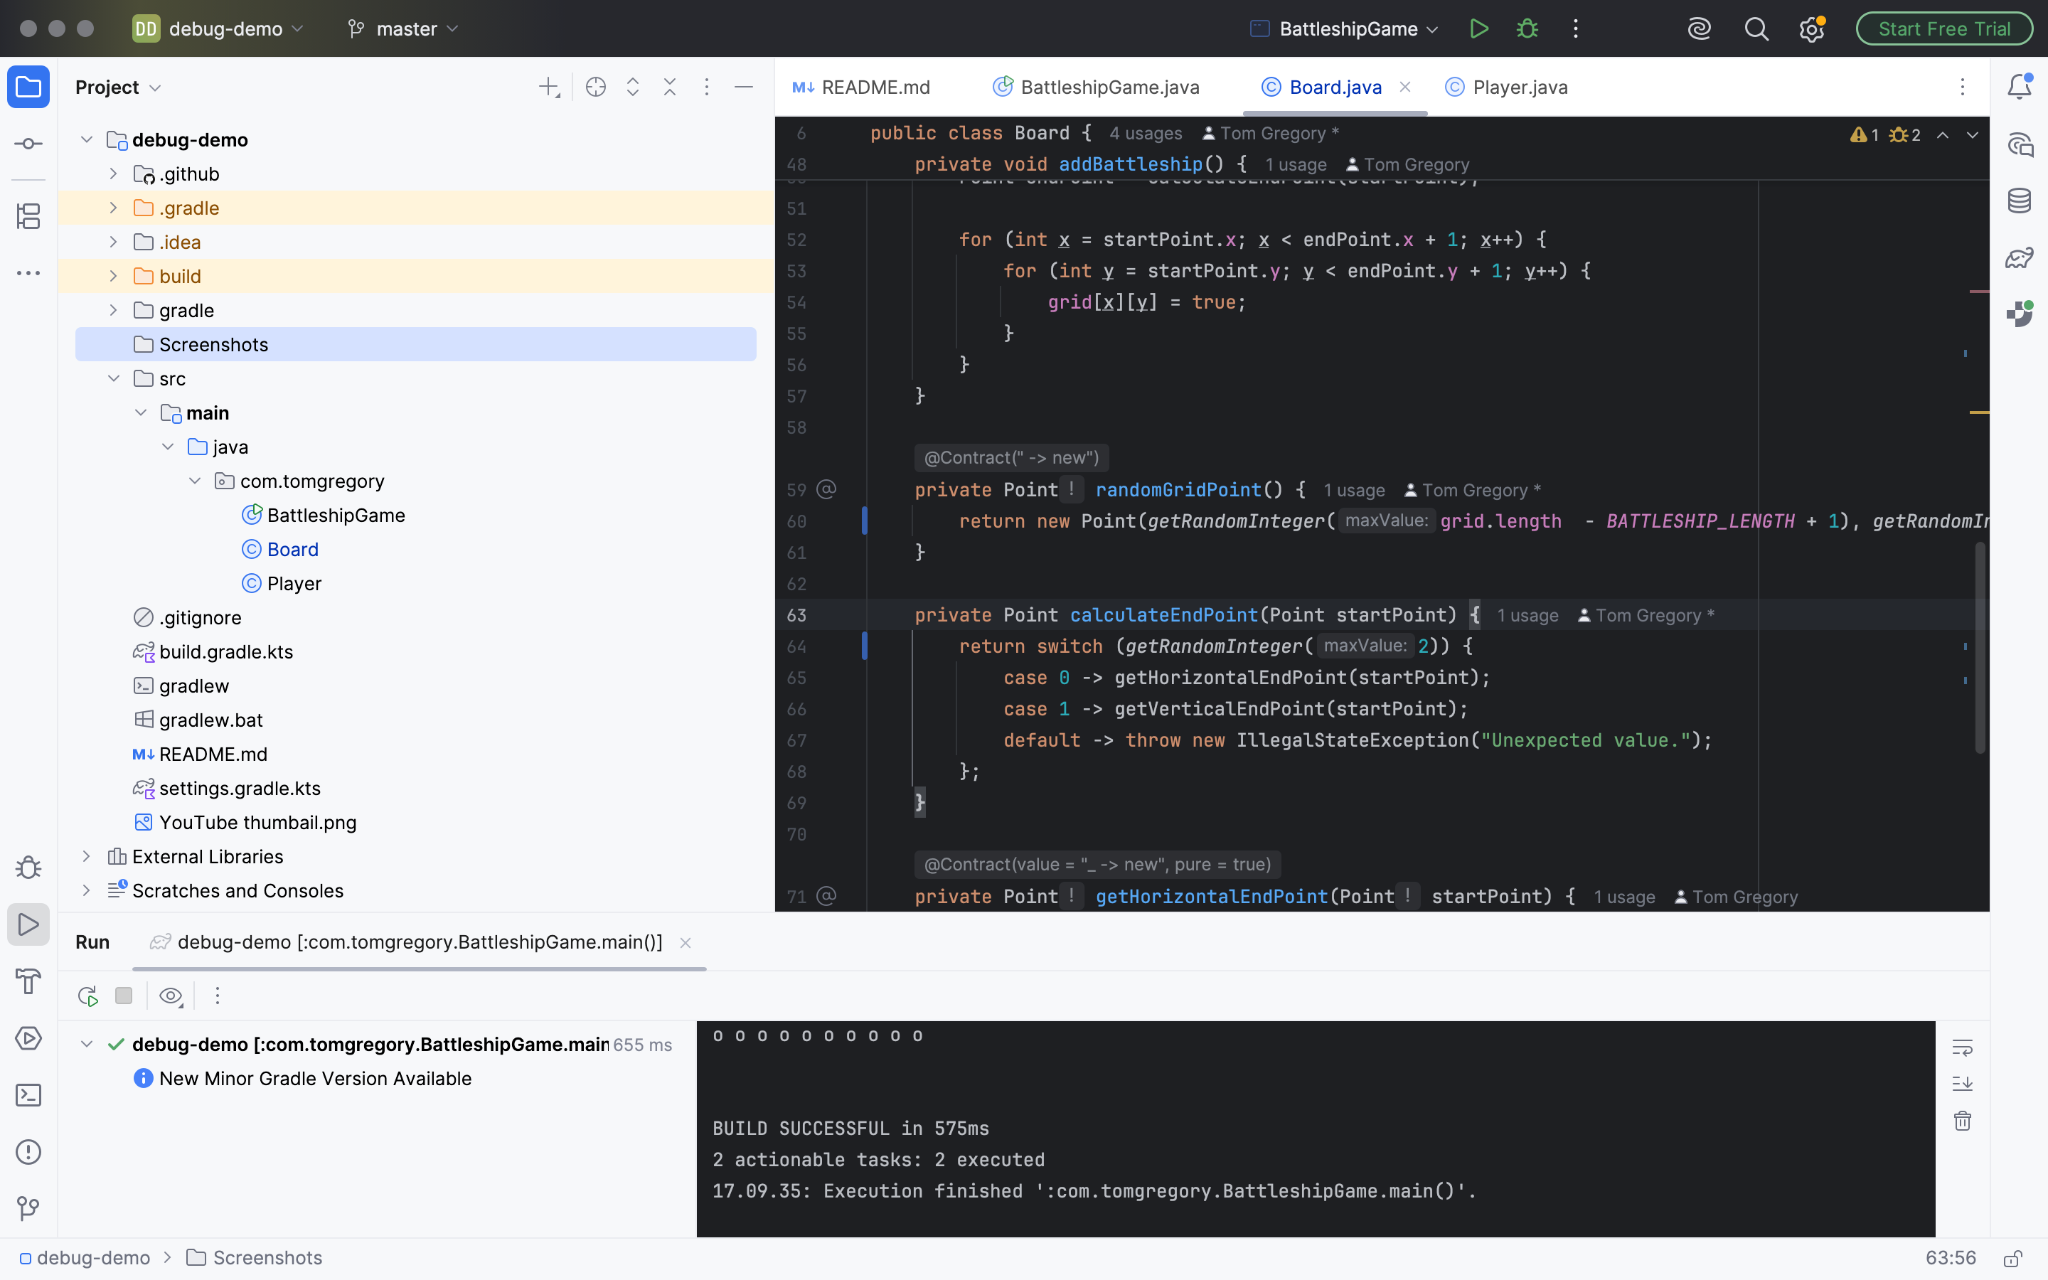 DD debug-demo master BattleshipGame Start Free Trial
Project
README.md BattleshipGame.java Board.java Player.java
debug-demo
.github
.gradle
.idea
build
gradle
Screenshots
src
main
java
com.tomgregory
BattleshipGame
Board
Player
.gitignore
build.gradle.kts
gradlew
gradlew.bat
README.md
settings.gradle.kts
YouTube thumbail.png
External Libraries
Scratches and Consoles
6 public class Board { 4 usages Tom Gregory * 1 2
48 private void addBattleship() { 1 usage Tom Gregory
51
52 for (int x = startPoint.x; x < endPoint.x + 1; x++) {
53 for (int y = startPoint.y; y < endPoint.y + 1; y++) {
54 grid[x][y] = true;
55 }
56 }
57 }
58
@Contract(" -> new")
59 @ private Point ! randomGridPoint() { 1 usage Tom Gregory *
60 return new Point(getRandomInteger( maxValue: grid.length - BATTLESHIP_LENGTH + 1), getRandomIn
61 }
62
63 private Point calculateEndPoint(Point startPoint) { 1 usage Tom Gregory *
64 return switch (getRandomInteger( maxValue: 2)) {
65 case 0 -> getHorizontalEndPoint(startPoint);
66 case 1 -> getVerticalEndPoint(startPoint);
67 default -> throw new IllegalStateException("Unexpected value.");
68 };
69 }
70
@Contract(value = "_ -> new", pure = true)
71 @ private Point ! getHorizontalEndPoint(Point ! startPoint) { 1 usage Tom Gregory
Run debug-demo [:com.tomgregory.BattleshipGame.main()]
debug-demo [:com.tomgregory.BattleshipGame.main 655 ms
New Minor Gradle Version Available
o o o o o o o o o o
BUILD SUCCESSFUL in 575ms
2 actionable tasks: 2 executed
17.09.35: Execution finished ':com.tomgregory.BattleshipGame.main()'.
debug-demo > Screenshots 63:56